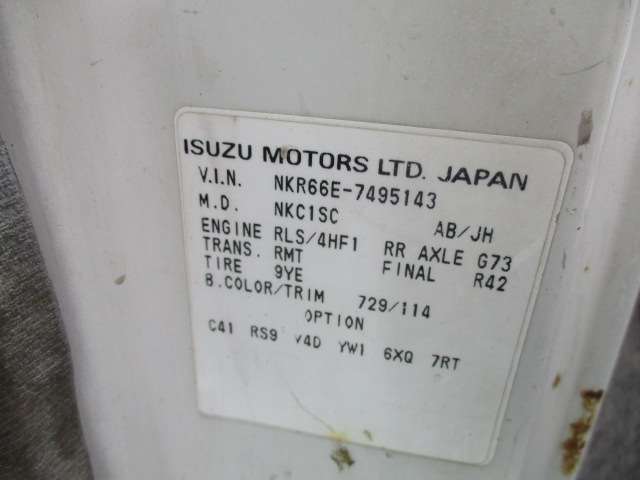 ISUZU MOTORS LTD. JAPAN
V.I.N. NKR66E-7495143
M.D. NKC1SC AB/JH
ENGINE RLS/4HF1 RR AXLE G73
TRANS. RMT FINAL R42
TIRE 9YE
B.COLOR/TRIM 729/114
OPTION
C41 RS9 V4D YW1 6XQ 7RT